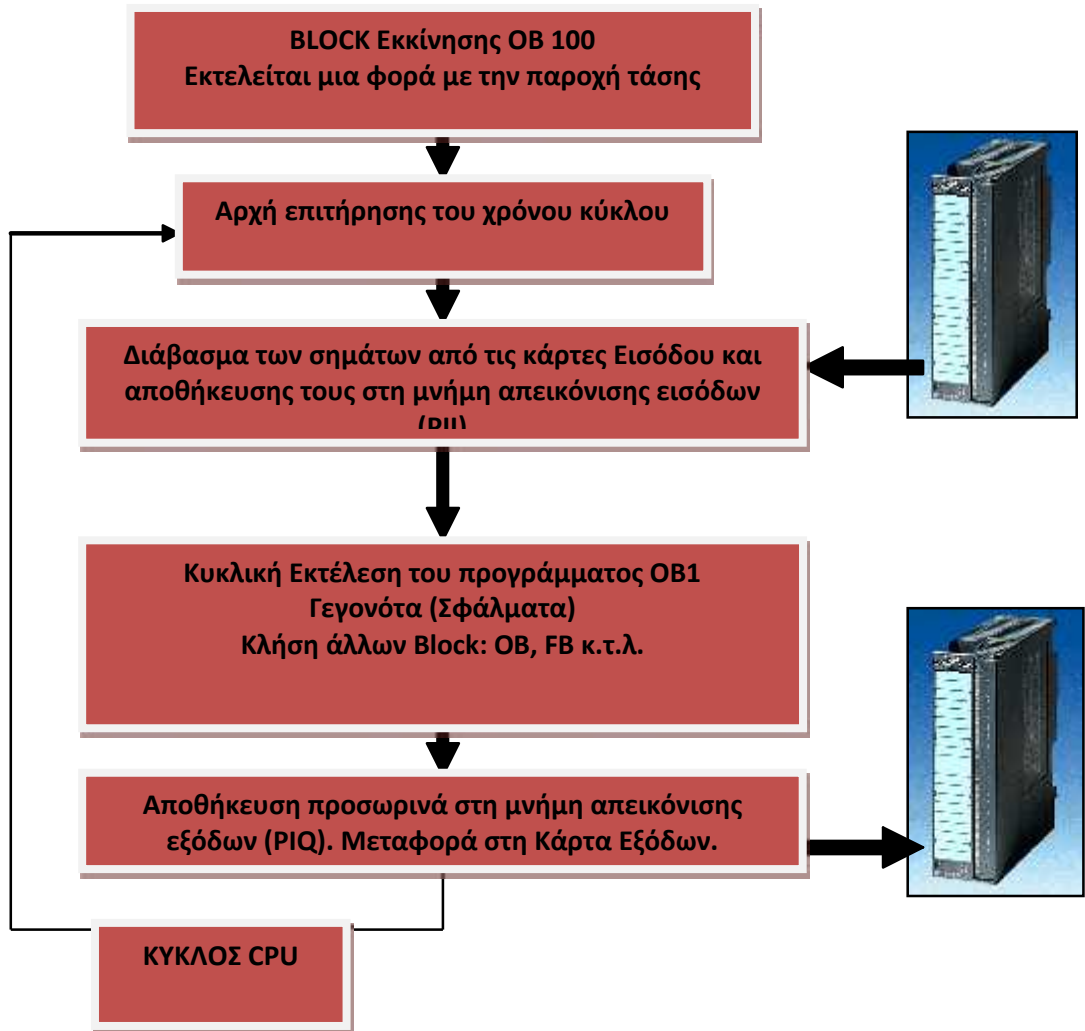 BLOCK Εκκίνησης OB 100
Εκτελείται μια φορά με την παροχή τάσης
Αρχή επιτήρησης του χρόνου κύκλου
Διάβασμα των σημάτων από τις κάρτες Εισόδου και
αποθήκευσης τους στη μνήμη απεικόνισης εισόδων
(PII)
Κυκλική Εκτέλεση του προγράμματος OB1
Γεγονότα (Σφάλματα)
Κλήση άλλων Block: OB, FB κ.τ.λ.
Αποθήκευση προσωρινά στη μνήμη απεικόνισης
εξόδων (PIQ). Μεταφορά στη Κάρτα Εξόδων.
ΚΥΚΛΟΣ CPU